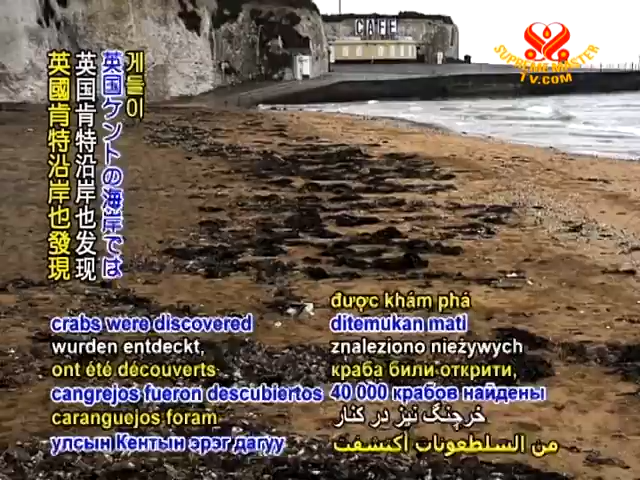 CAFE
SUPREME MASTER
TV.COM
게들이
英国ケントの海岸では
英国肯特沿岸也发现
英國肯特沿岸也發現
crabs were discovered
wurden entdeckt,
ont été découverts
cangrejos fueron descubiertos
caranguejos foram
улсын Кентын эрэг дагуу
được khám phá
ditemukan mati
znaleziono nieżywych
краба били открити,
40 000 крабов найдены
خرچنگ نیز در کنار
من السلطعونات اكتشفت